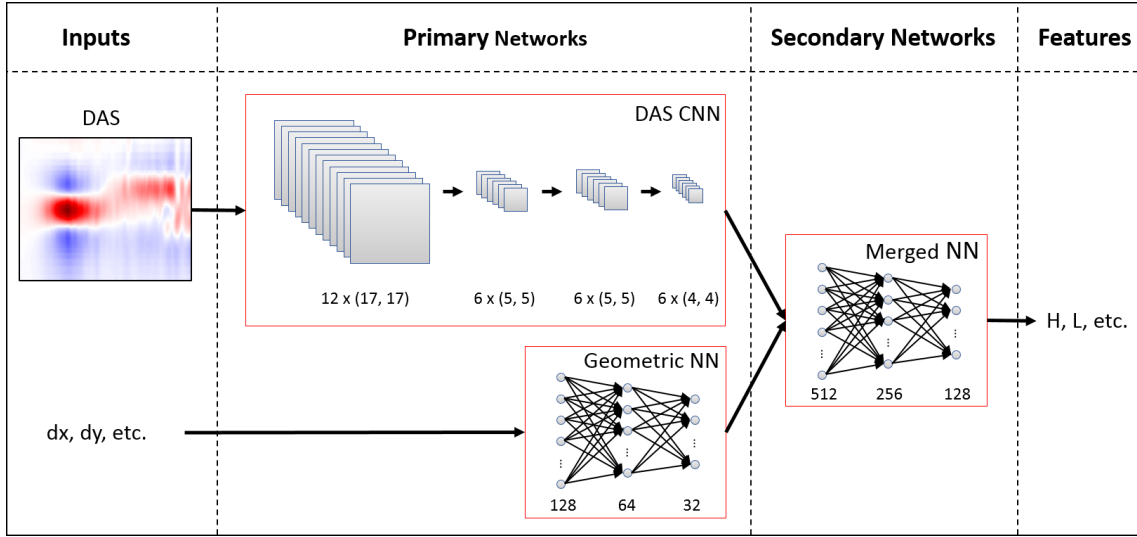 Inputs
Primary Networks
Secondary Networks
Features
DAS
DAS CNN
12 x (17, 17)
6 x (5, 5)
6 x (5, 5)
6 x (4, 4)
Merged NN
...
...
...
512
256
128
H, L, etc.
Geometric NN
dx, dy, etc.
...
...
...
128
64
32